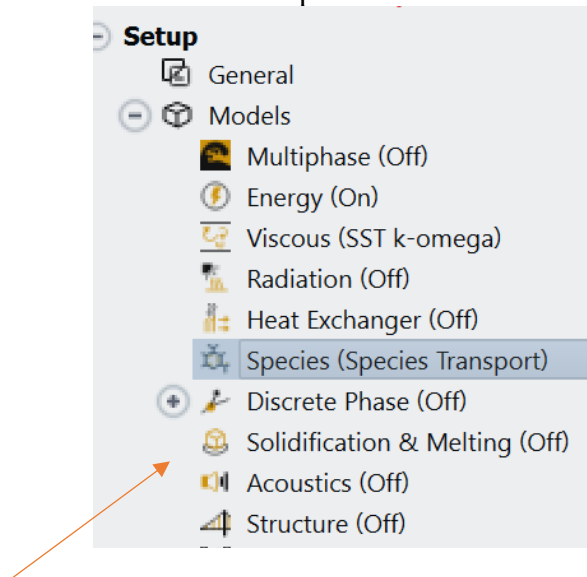 Setup
General
Models
Multiphase (Off)
Energy (On)
Viscous (SST k-omega)
Radiation (Off)
Heat Exchanger (Off)
Species (Species Transport)
Discrete Phase (Off)
Solidification & Melting (Off)
Acoustics (Off)
Structure (Off)